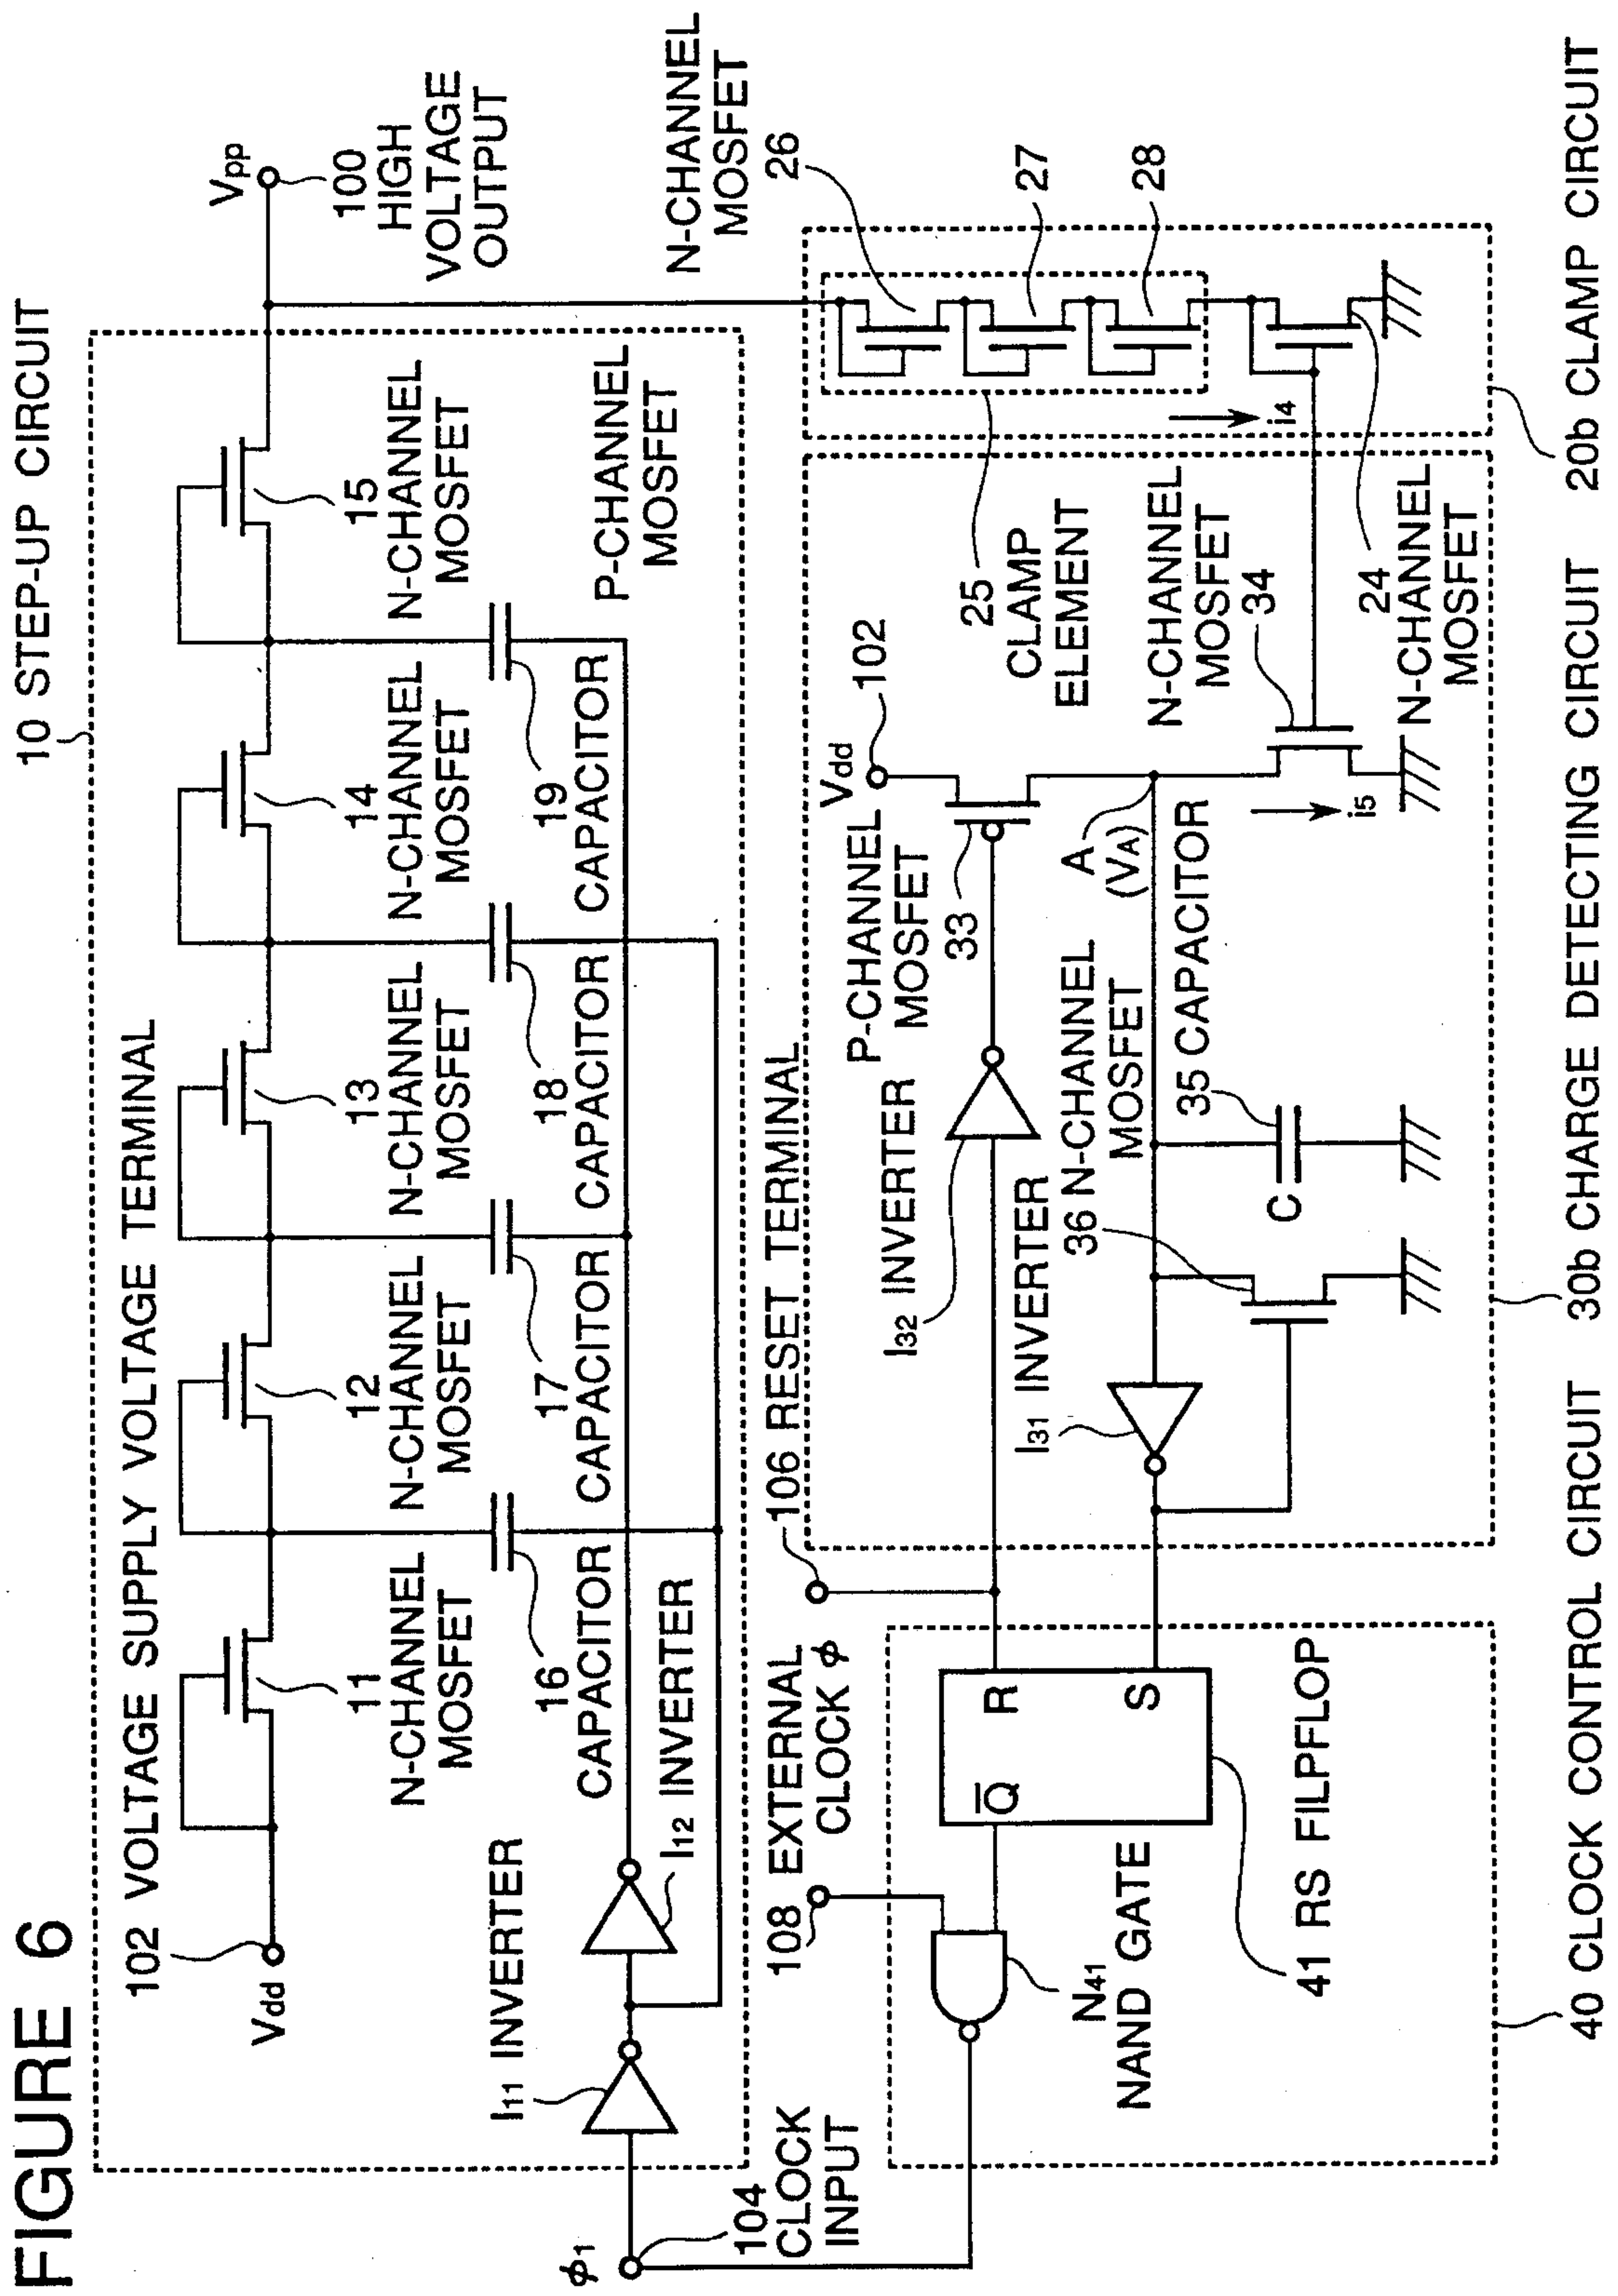 FIGURE 6
10 STEP-UP CIRCUIT
102 VOLTAGE SUPPLY VOLTAGE TERMINAL
Vdd
Vpp
100
HIGH
VOLTAGE
OUTPUT
11
N-CHANNEL
MOSFET
12
N-CHANNEL
MOSFET
13
N-CHANNEL
MOSFET
14
N-CHANNEL
MOSFET
15
N-CHANNEL
MOSFET
16
CAPACITOR
17
CAPACITOR
18
CAPACITOR
19
CAPACITOR
P-CHANNEL
MOSFET
I11 INVERTER
I12 INVERTER
ϕ1
104
CLOCK
INPUT
108 EXTERNAL
CLOCK ϕ
106 RESET TERMINAL
N41
NAND GATE
Q̅
R
S
41 RS FILPFLOP
40 CLOCK CONTROL CIRCUIT
I32 INVERTER
I31 INVERTER
P-CHANNEL
MOSFET
33
Vdd
102
A
(VA)
36 N-CHANNEL
MOSFET
35 CAPACITOR
C
N-CHANNEL
MOSFET
34
i5
30b CHARGE DETECTING CIRCUIT
N-CHANNEL
MOSFET
26
27
28
25
CLAMP
ELEMENT
i4
24
N-CHANNEL
MOSFET
20b CLAMP CIRCUIT